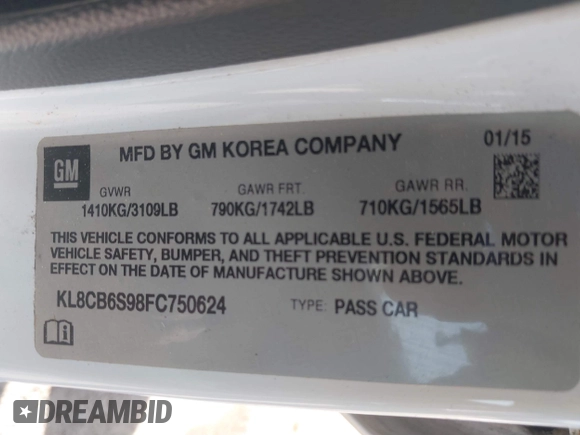 GM
MFD BY GM KOREA COMPANY
01/15
GVWR
GAWR FRT.
GAWR RR.
1410KG/3109LB
790KG/1742LB
710KG/1565LB
THIS VEHICLE CONFORMS TO ALL APPLICABLE U.S. FEDERAL MOTOR
VEHICLE SAFETY, BUMPER, AND THEFT PREVENTION STANDARDS IN
EFFECT ON THE DATE OF MANUFACTURE SHOWN ABOVE.
KL8CB6S98FC750624
TYPE: PASS CAR
DREAMBID